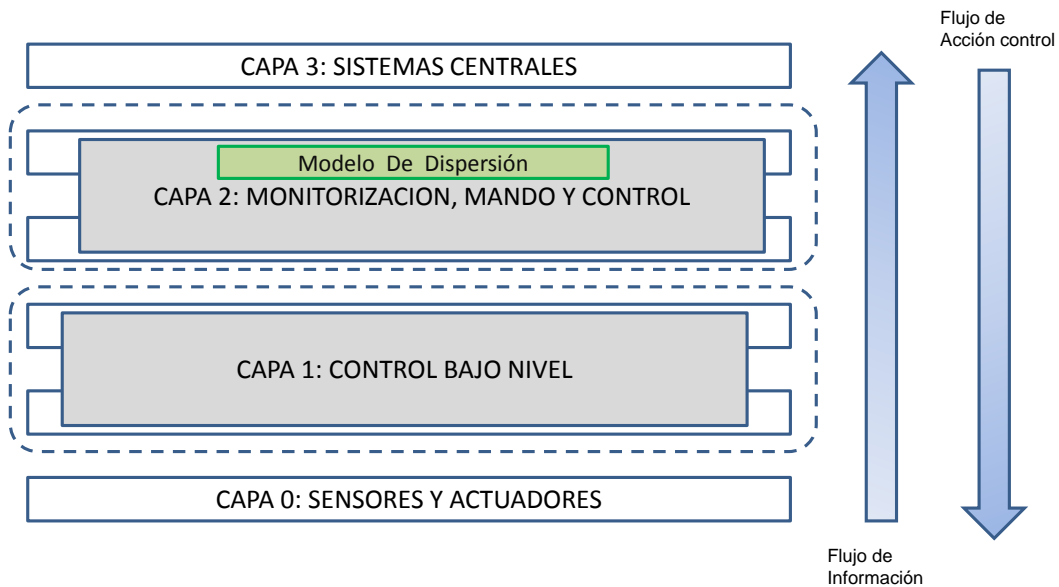 Flujo de
Acción control
CAPA 3: SISTEMAS CENTRALES
Modelo De Dispersión
CAPA 2: MONITORIZACION, MANDO Y CONTROL
CAPA 1: CONTROL BAJO NIVEL
CAPA 0: SENSORES Y ACTUADORES
Flujo de
Información